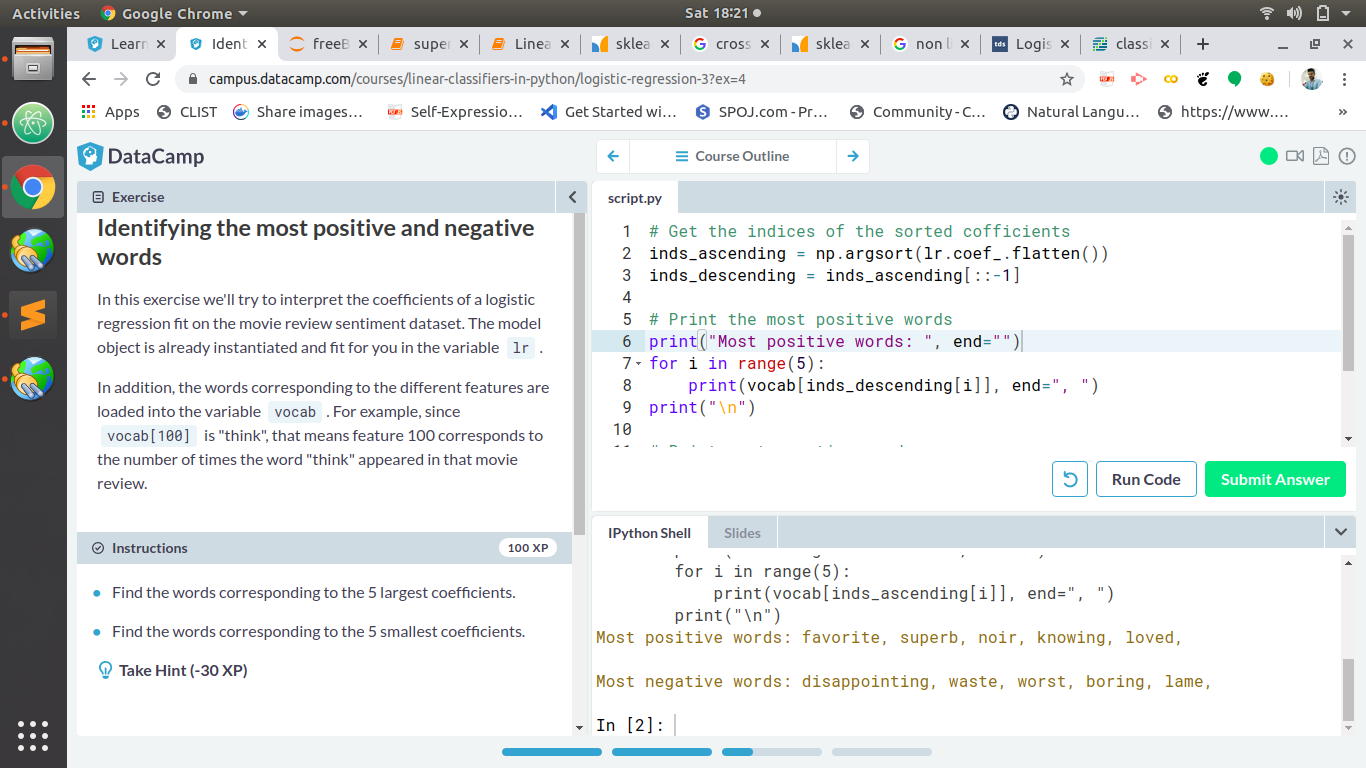 Activities Google Chrome Sat 18:21
Learn Ident freeB super Linea sklea cross sklea non li tds Logis classi
campus.datacamp.com/courses/linear-classifiers-in-python/logistic-regression-3?ex=4
Apps CLIST Share images... Self-Expressio... Get Started wi... SPOJ.com - Pr... Community - C... Natural Langu... https://www.... »
DataCamp
Course Outline
Exercise
Identifying the most positive and negative
words
In this exercise we'll try to interpret the coefficients of a logistic
regression fit on the movie review sentiment dataset. The model
object is already instantiated and fit for you in the variable lr .
In addition, the words corresponding to the different features are
loaded into the variable vocab . For example, since
vocab[100] is "think", that means feature 100 corresponds to
the number of times the word "think" appeared in that movie
review.
Instructions 100 XP
Find the words corresponding to the 5 largest coefficients.
Find the words corresponding to the 5 smallest coefficients.
Take Hint (-30 XP)
script.py
1 # Get the indices of the sorted cofficients
2 inds_ascending = np.argsort(lr.coef_.flatten())
3 inds_descending = inds_ascending[::-1]
4
5 # Print the most positive words
6 print("Most positive words: ", end="")
7 for i in range(5):
8 print(vocab[inds_descending[i]], end=", ")
9 print("\n")
10
Run Code Submit Answer
IPython Shell Slides
for i in range(5):
print(vocab[inds_ascending[i]], end=", ")
print("\n")
Most positive words: favorite, superb, noir, knowing, loved,
Most negative words: disappointing, waste, worst, boring, lame,
In [2]: